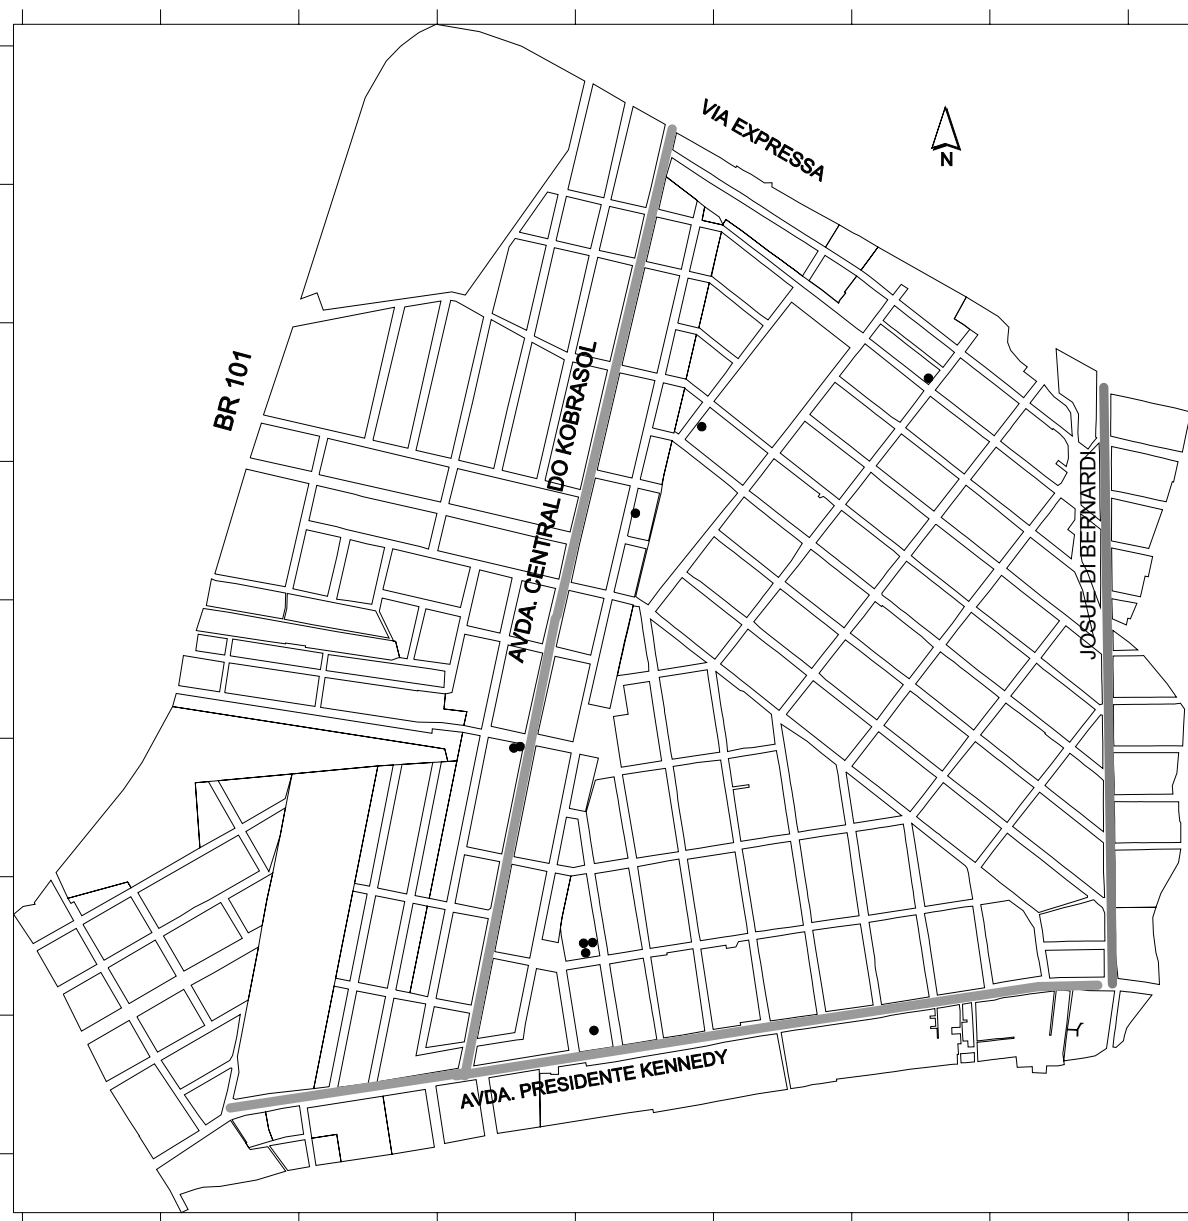 VIA EXPRESSA
N
BR 101
AVDA. CENTRAL DO KOBRASOL
JOSUE DI BERNARDI
AVDA. PRESIDENTE KENNEDY